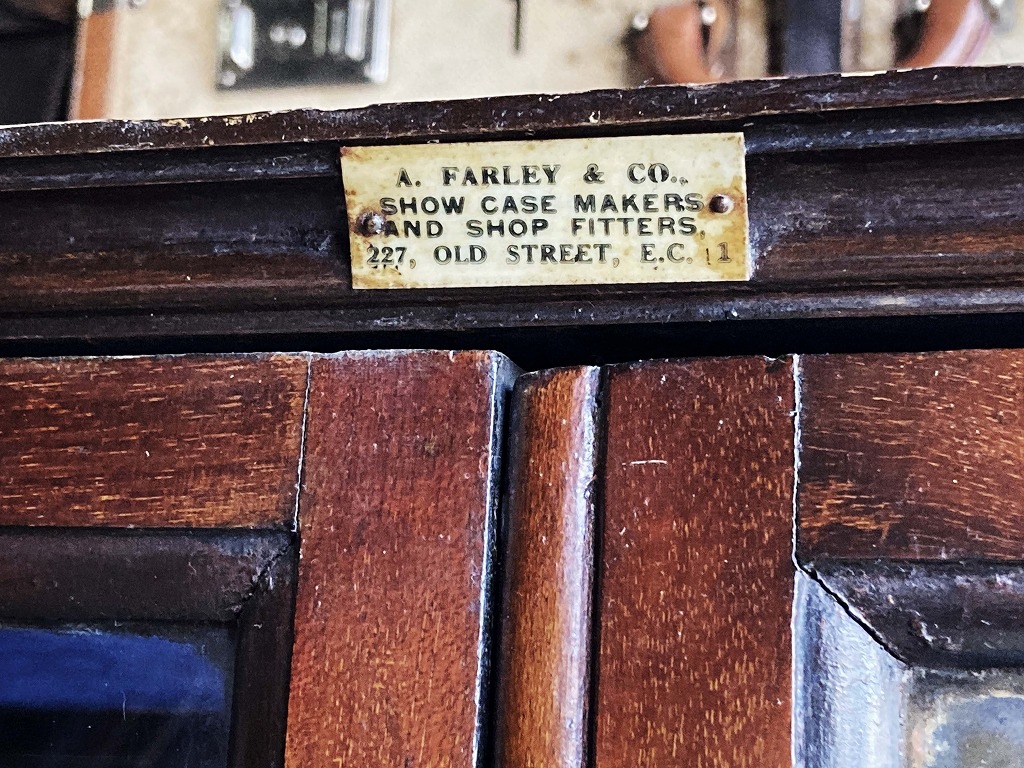 A. FARLEY & CO.,
SHOW CASE MAKERS
AND SHOP FITTERS,
227, OLD STREET, E.C. 1